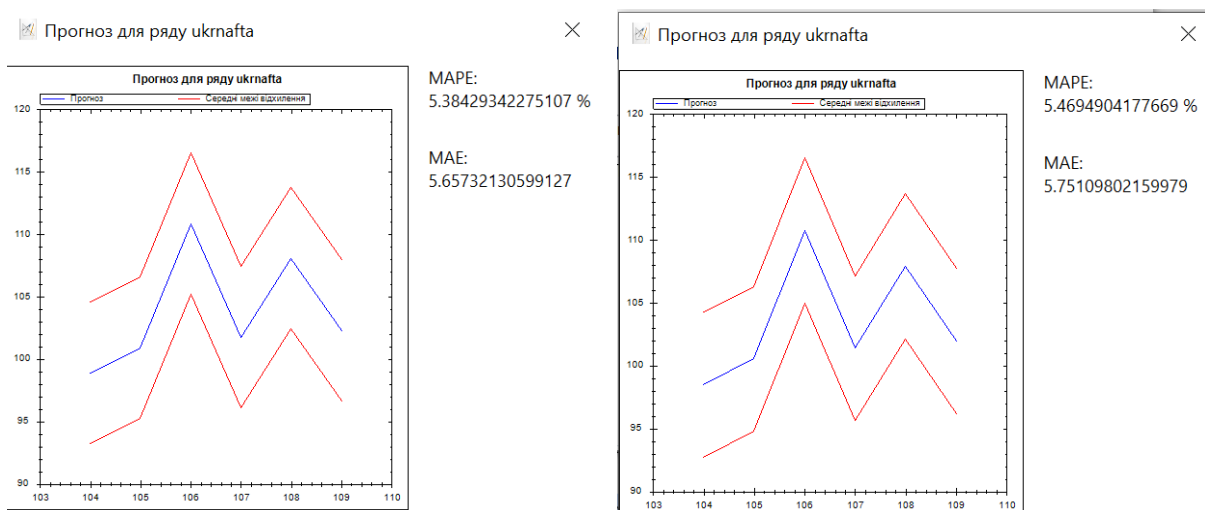 Прогноз для ряду ukrnafta
Прогноз для ряду ukrnafta
Прогноз
Середні межі відхилення
120
115
110
105
100
95
90
103 104 105 106 107 108 109 110
MAPE:
5.38429342275107 %
MAE:
5.65732130599127
Прогноз для ряду ukrnafta
Прогноз для ряду ukrnafta
Прогноз
Середні межі відхилення
120
115
110
105
100
95
90
103 104 105 106 107 108 109 110
MAPE:
5.4694904177669 %
MAE:
5.75109802159979